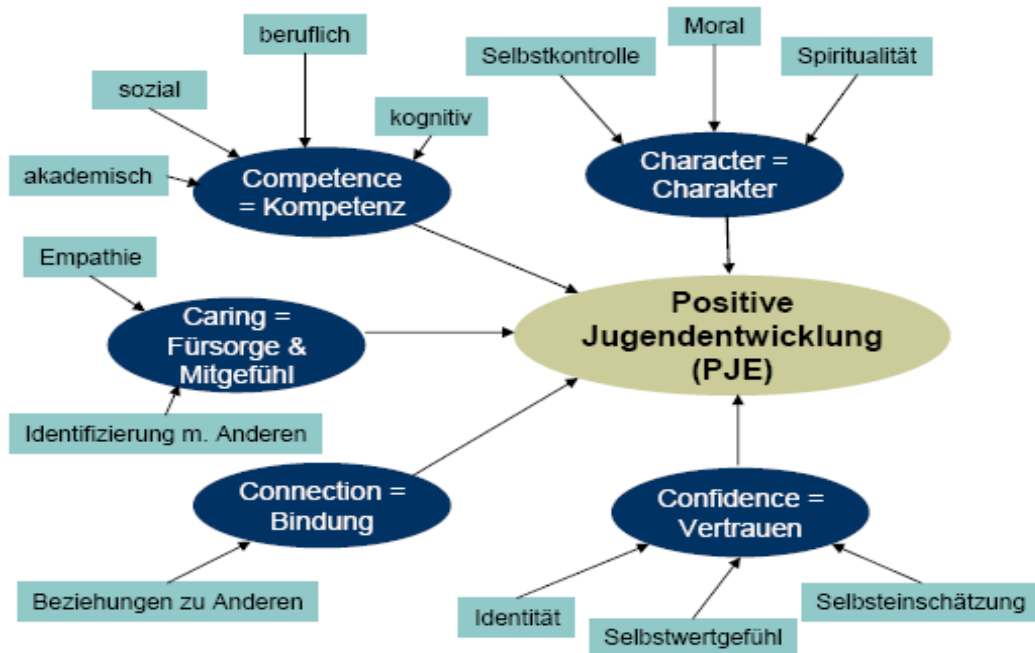 beruflich
Moral
Selbstkontrolle
Spiritualität
sozial
kognitiv
akademisch
Competence
= Kompetenz
Character =
Charakter
Empathie
Caring =
Fürsorge &
Mitgefühl
Positive
Jugendentwicklung
(PJE)
Identifizierung m. Anderen
Connection =
Bindung
Confidence =
Vertrauen
Beziehungen zu Anderen
Identität
Selbstwertgefühl
Selbsteinschätzung